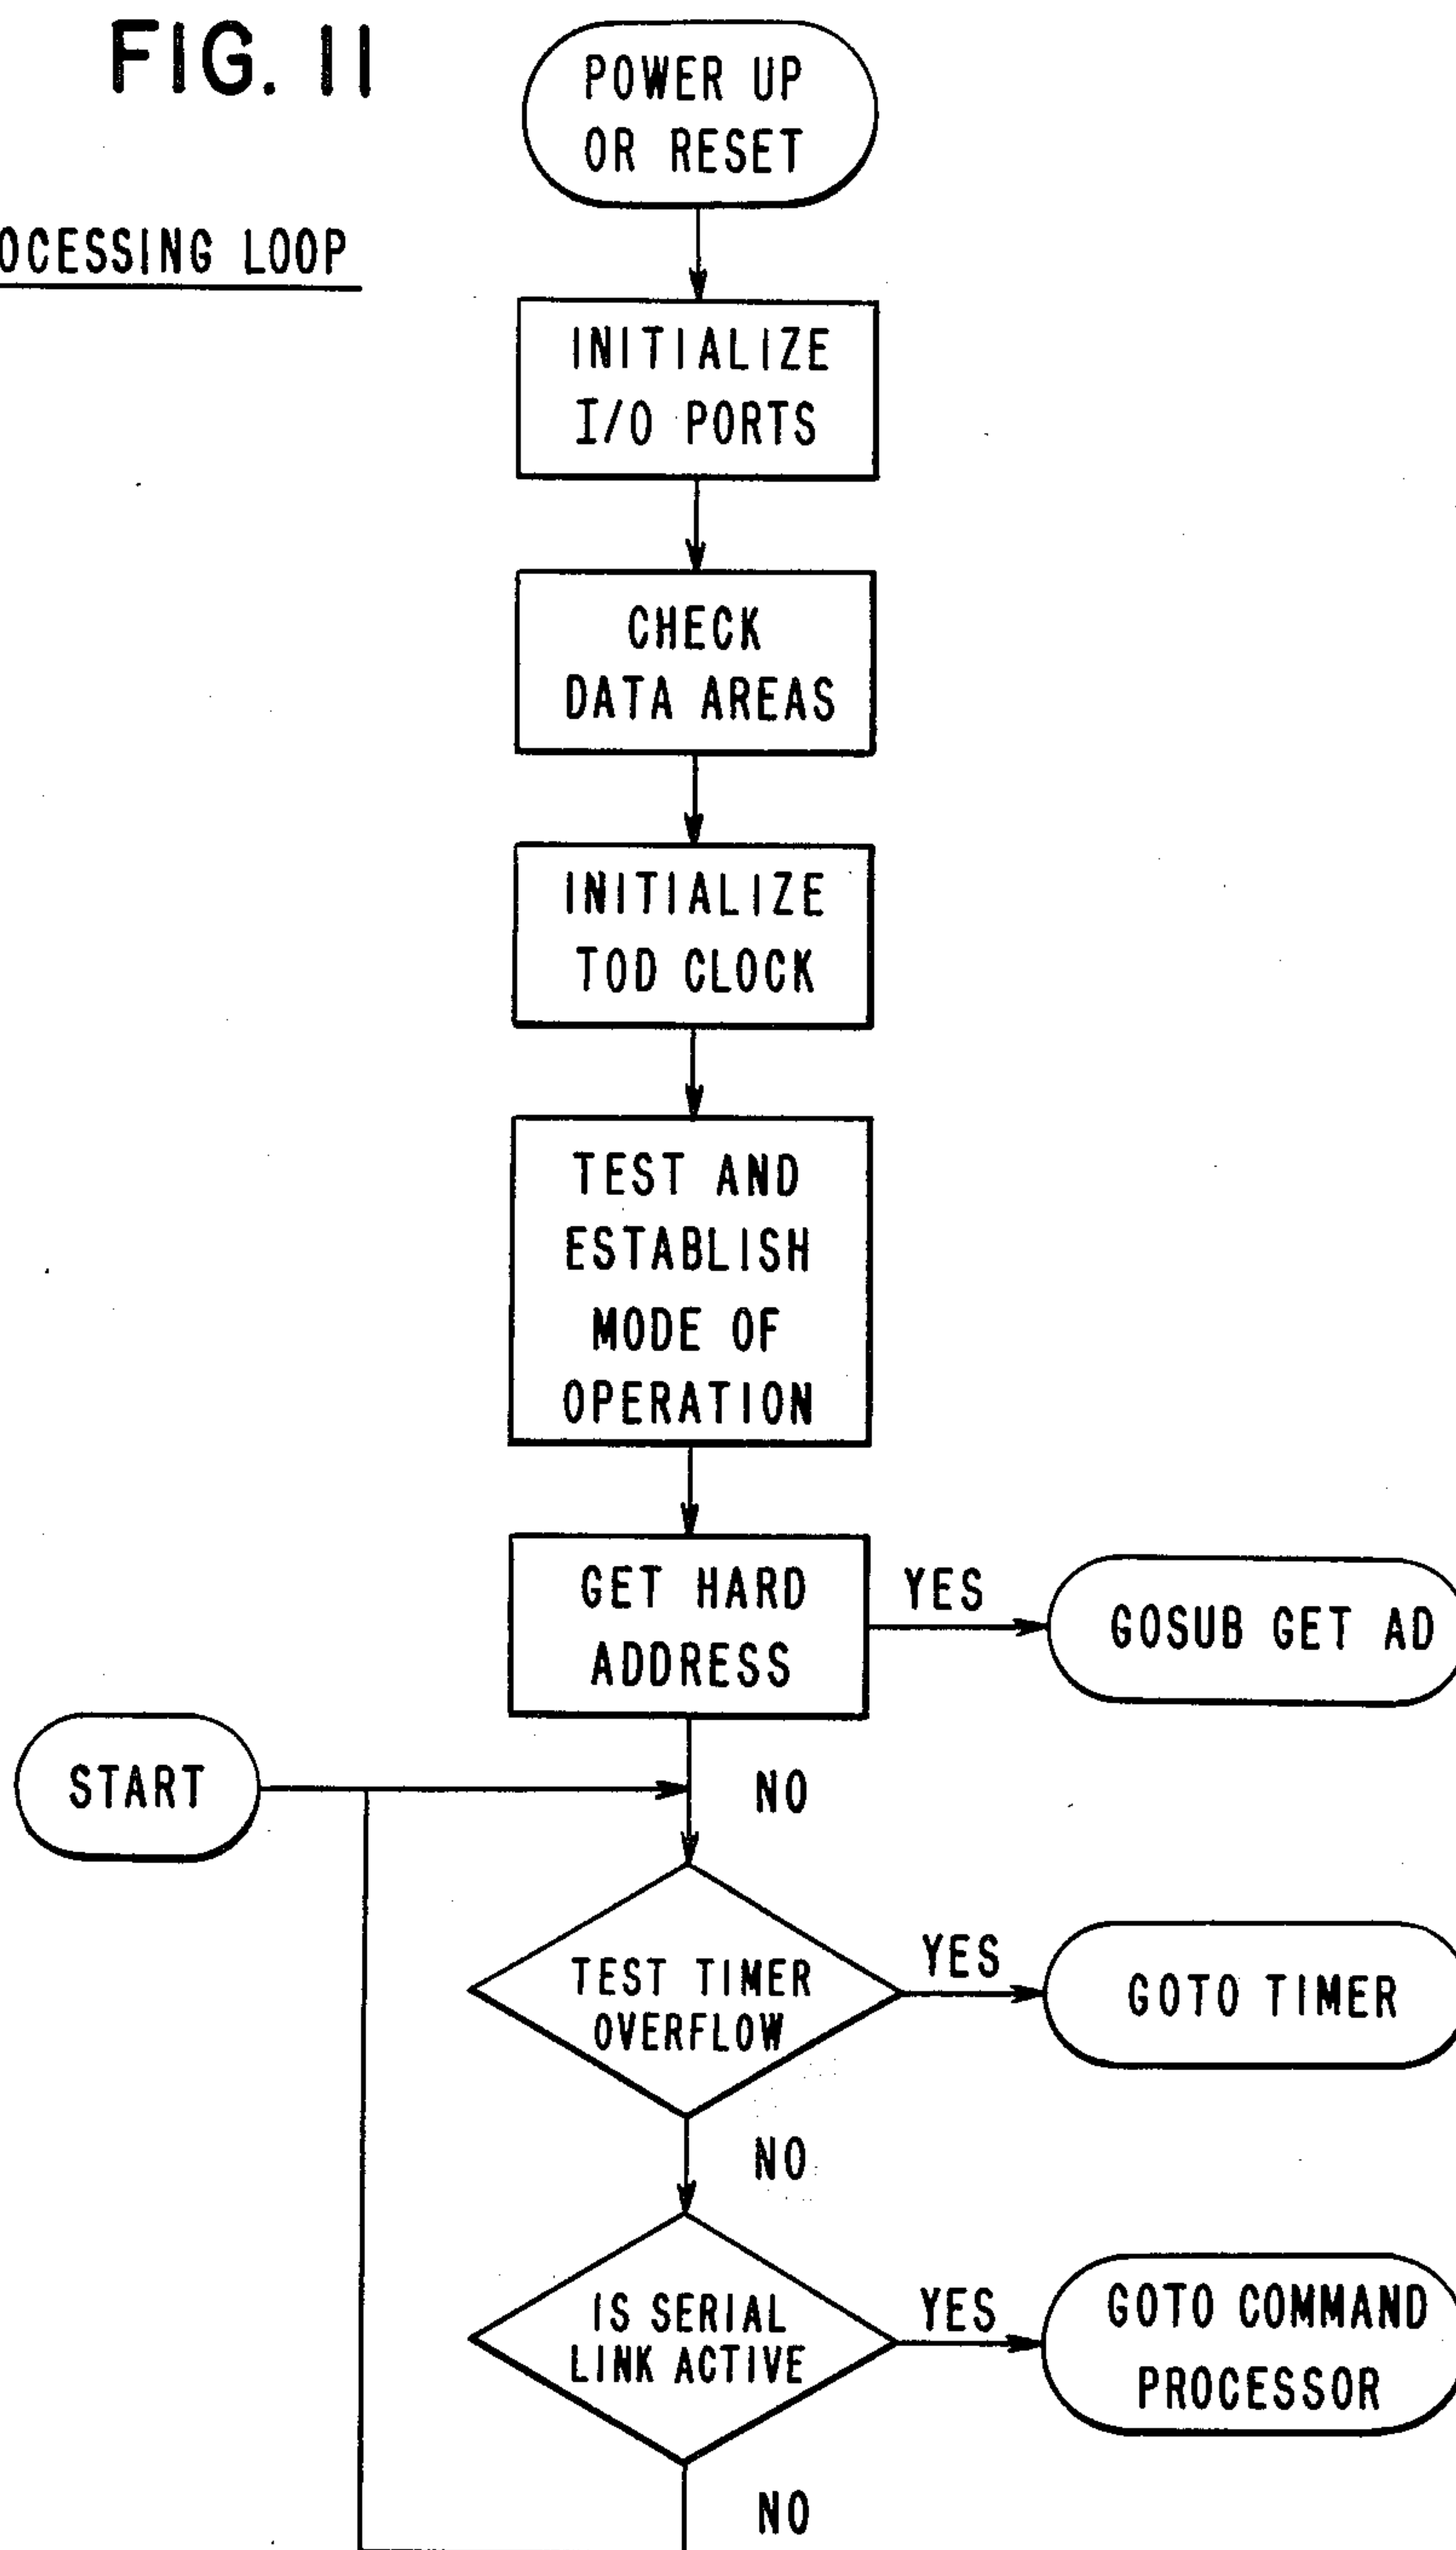 FIG. 11
POWER UP
OR RESET
OCESSING LOOP
INITIALIZE
I/O PORTS
CHECK
DATA AREAS
INITIALIZE
TOD CLOCK
TEST AND
ESTABLISH
MODE OF
OPERATION
GET HARD
ADDRESS
YES
GOSUB GET AD
START
NO
TEST TIMER
OVERFLOW
YES
GOTO TIMER
NO
IS SERIAL
LINK ACTIVE
YES
GOTO COMMAND
PROCESSOR
NO